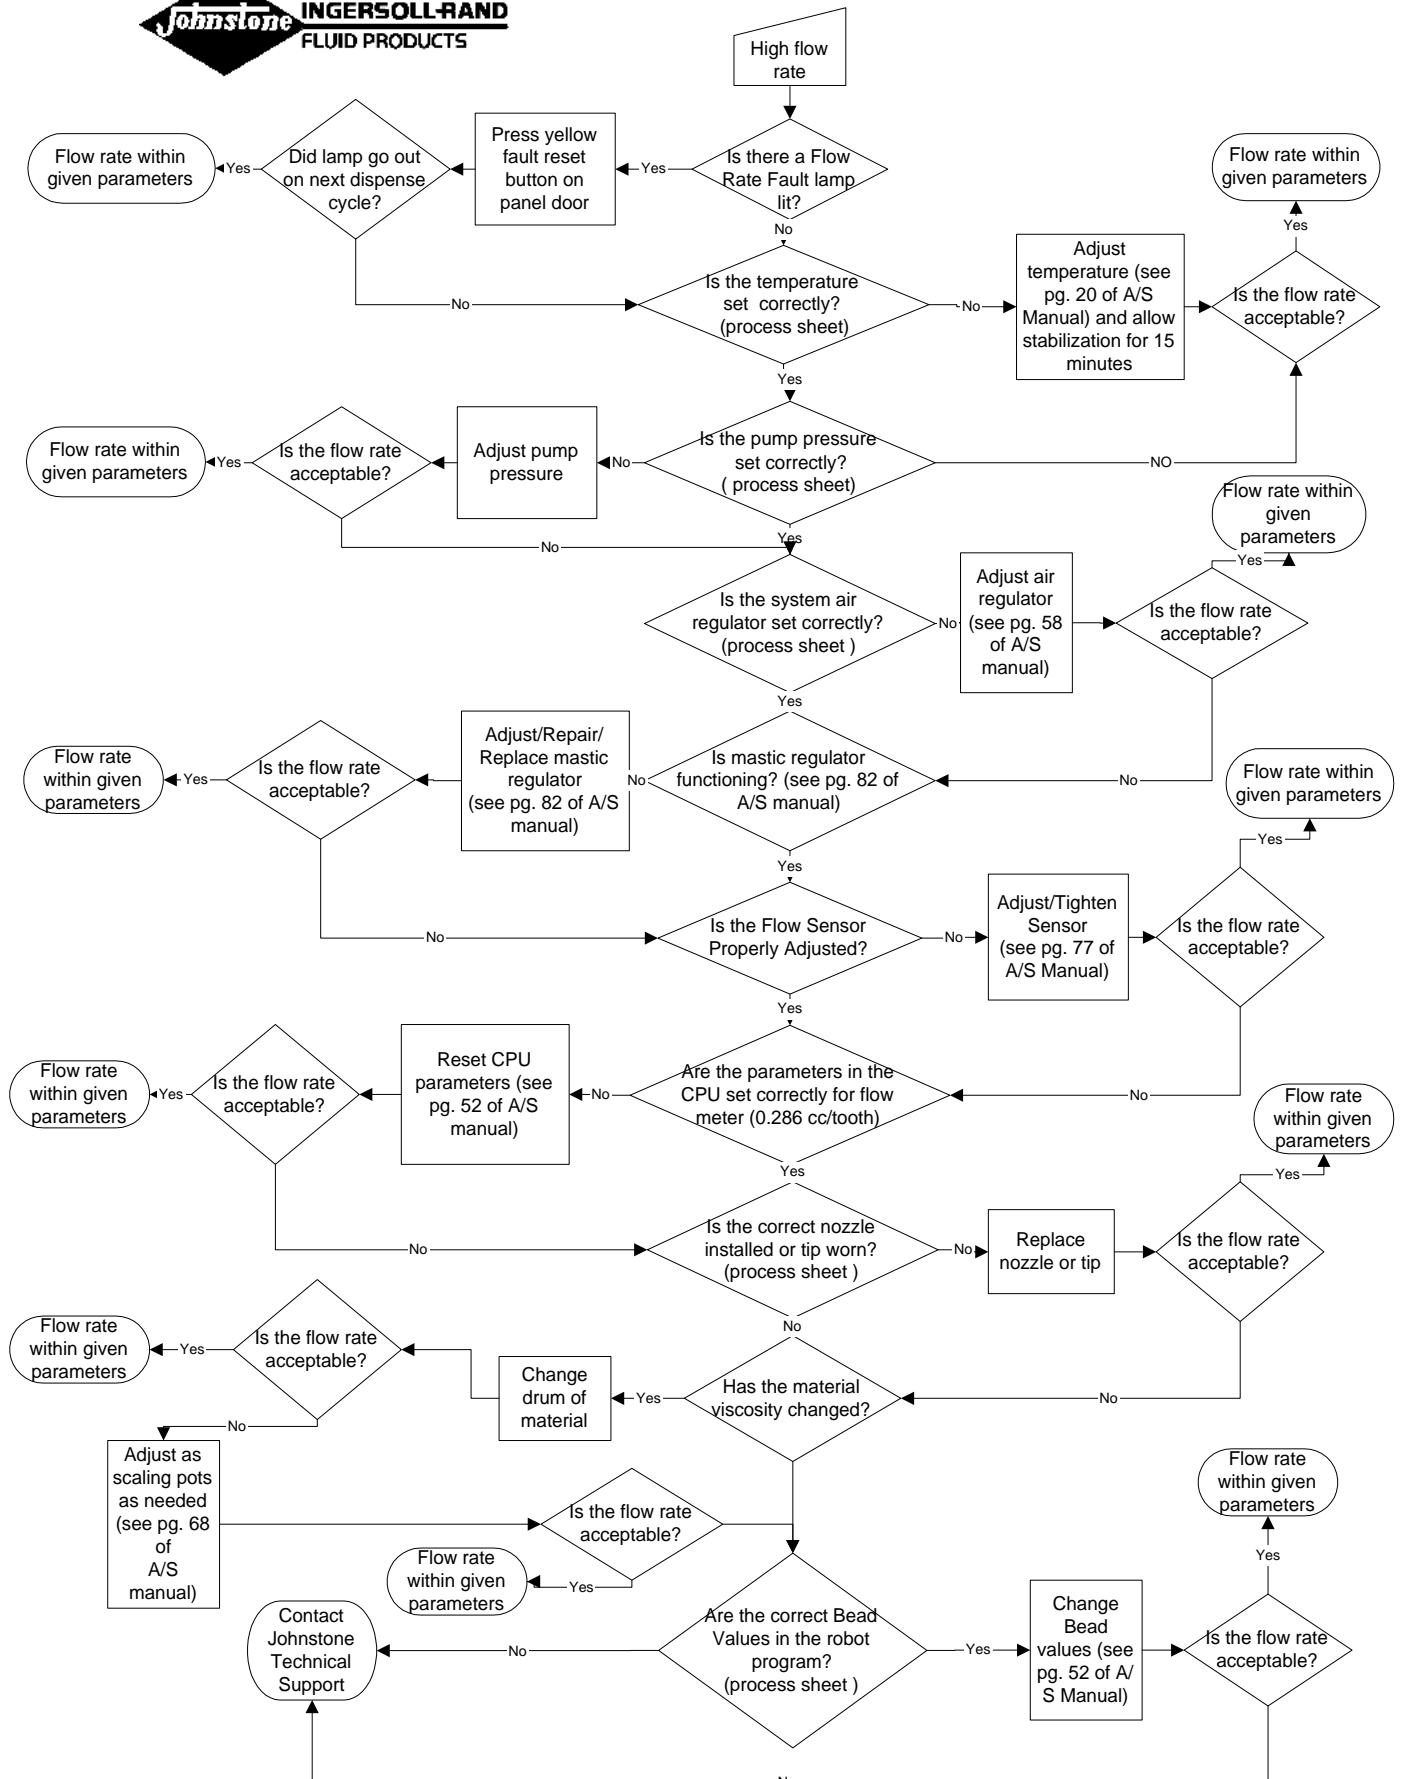 Johnstone
INGERSOLL-RAND
FLUID PRODUCTS
High flow
rate
Flow rate within
given parameters
Yes
Did lamp go out
on next dispense
cycle?
Press yellow
fault reset
button on
panel door
Yes
Is there a Flow
Rate Fault lamp
lit?
Flow rate within
given parameters
Yes
No
No
Is the temperature
set correctly?
(process sheet)
No
Adjust
temperature (see
pg. 20 of A/S
Manual) and allow
stabilization for 15
minutes
Is the flow rate
acceptable?
Yes
Flow rate within
given parameters
Yes
Is the flow rate
acceptable?
Adjust pump
pressure
No
Is the pump pressure
set correctly?
( process sheet)
NO
No
Yes
Flow rate within
given
parameters
Yes
Is the system air
regulator set correctly?
(process sheet )
No
Adjust air
regulator
(see pg. 58
of A/S
manual)
Is the flow rate
acceptable?
Yes
Flow rate
within given
parameters
Yes
Is the flow rate
acceptable?
Adjust/Repair/
Replace mastic
regulator
(see pg. 82 of A/S
manual)
No
Is mastic regulator
functioning? (see pg. 82 of
A/S manual)
No
Flow rate within
given parameters
Yes
Yes
No
Is the Flow Sensor
Properly Adjusted?
No
Adjust/Tighten
Sensor
(see pg. 77 of
A/S Manual)
Is the flow rate
acceptable?
Yes
Flow rate
within given
parameters
Yes
Is the flow rate
acceptable?
Reset CPU
parameters (see
pg. 52 of A/S
manual)
No
Are the parameters in the
CPU set correctly for flow
meter (0.286 cc/tooth)
No
Flow rate
within given
parameters
Yes
Yes
No
Is the correct nozzle
installed or tip worn?
(process sheet )
No
Replace
nozzle or tip
Is the flow rate
acceptable?
No
Flow rate
within given
parameters
Yes
Is the flow rate
acceptable?
Change
drum of
material
Yes
Has the material
viscosity changed?
No
No
Adjust as
scaling pots
as needed
(see pg. 68
of
A/S
manual)
Is the flow rate
acceptable?
Flow rate
within given
parameters
Yes
Flow rate
within given
parameters
Yes
Contact
Johnstone
Technical
Support
No
Are the correct Bead
Values in the robot
program?
(process sheet )
Yes
Change
Bead
values (see
pg. 52 of A/
S Manual)
Is the flow rate
acceptable?